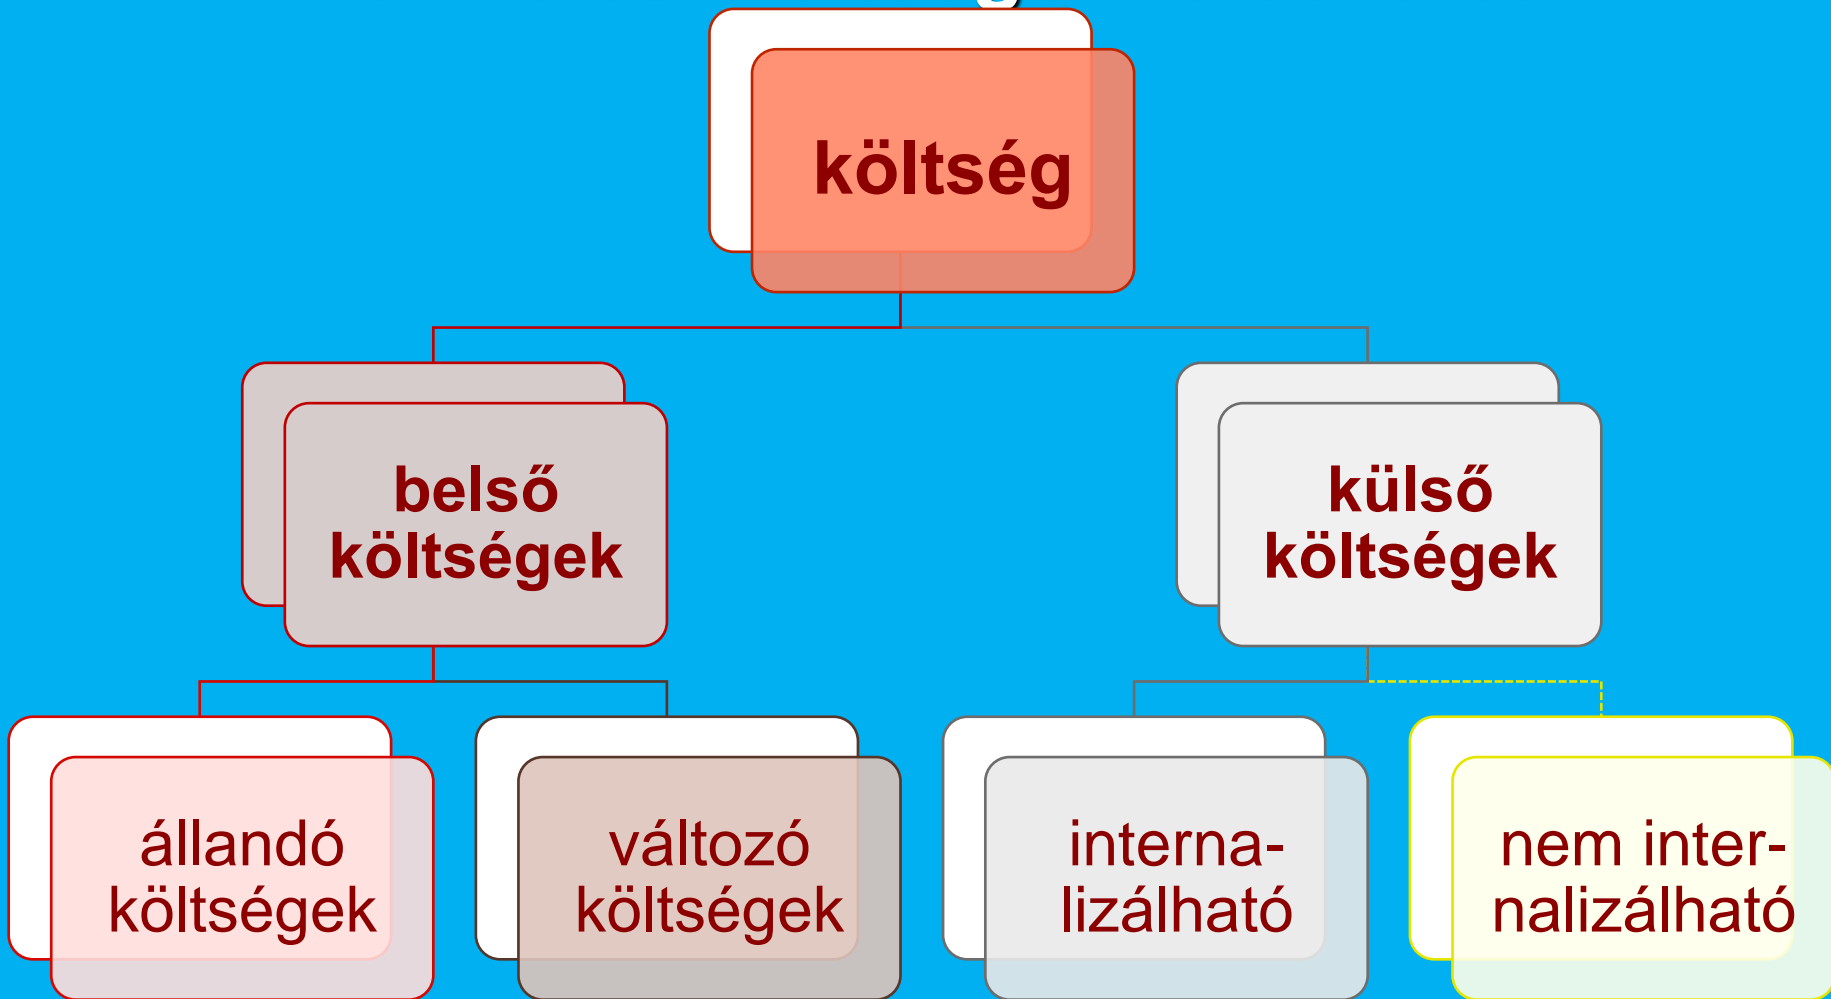 költség
belső
költségek
külső
költségek
állandó
költségek
változó
költségek
interna-
lizálható
nem inter-
nalizálható